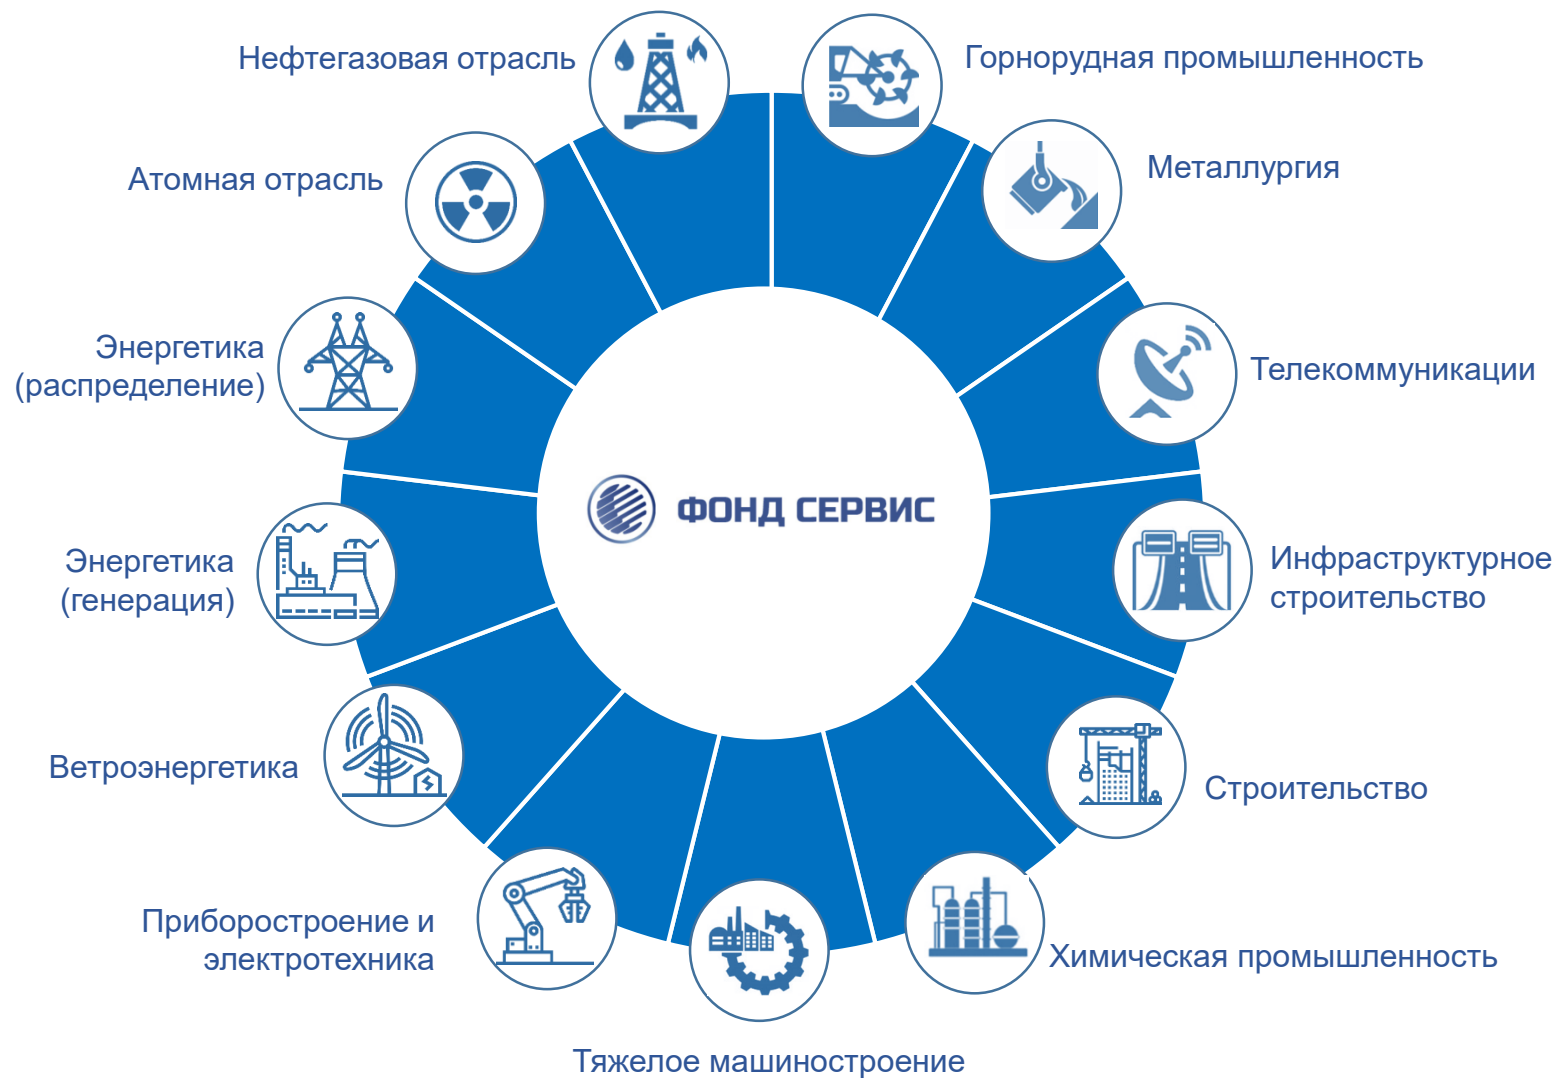 Нефтегазовая отрасль
Горнорудная промышленность
Атомная отрасль
Металлургия
Энергетика
(распределение)
Телекоммуникации
ФОНД СЕРВИС
Энергетика
(генерация)
Инфраструктурное
строительство
Ветроэнергетика
Строительство
Приборостроение и
электротехника
Химическая промышленность
Тяжелое машиностроение